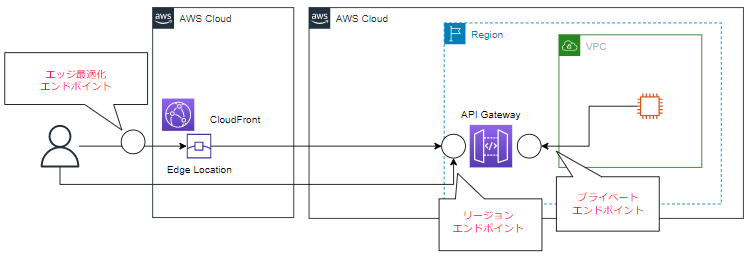 aws
AWS Cloud
aws
AWS Cloud
Region
VPC
エッジ最適化
エンドポイント
CloudFront
API Gateway
Edge Location
リージョン
エンドポイント
プライベート
エンドポイント